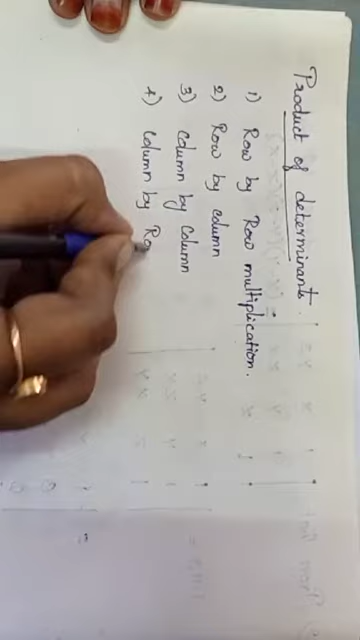 Product of determinants.
1) Row by Row multiplication.
2) Row by column
3) Column by Column
4) Column by Ro